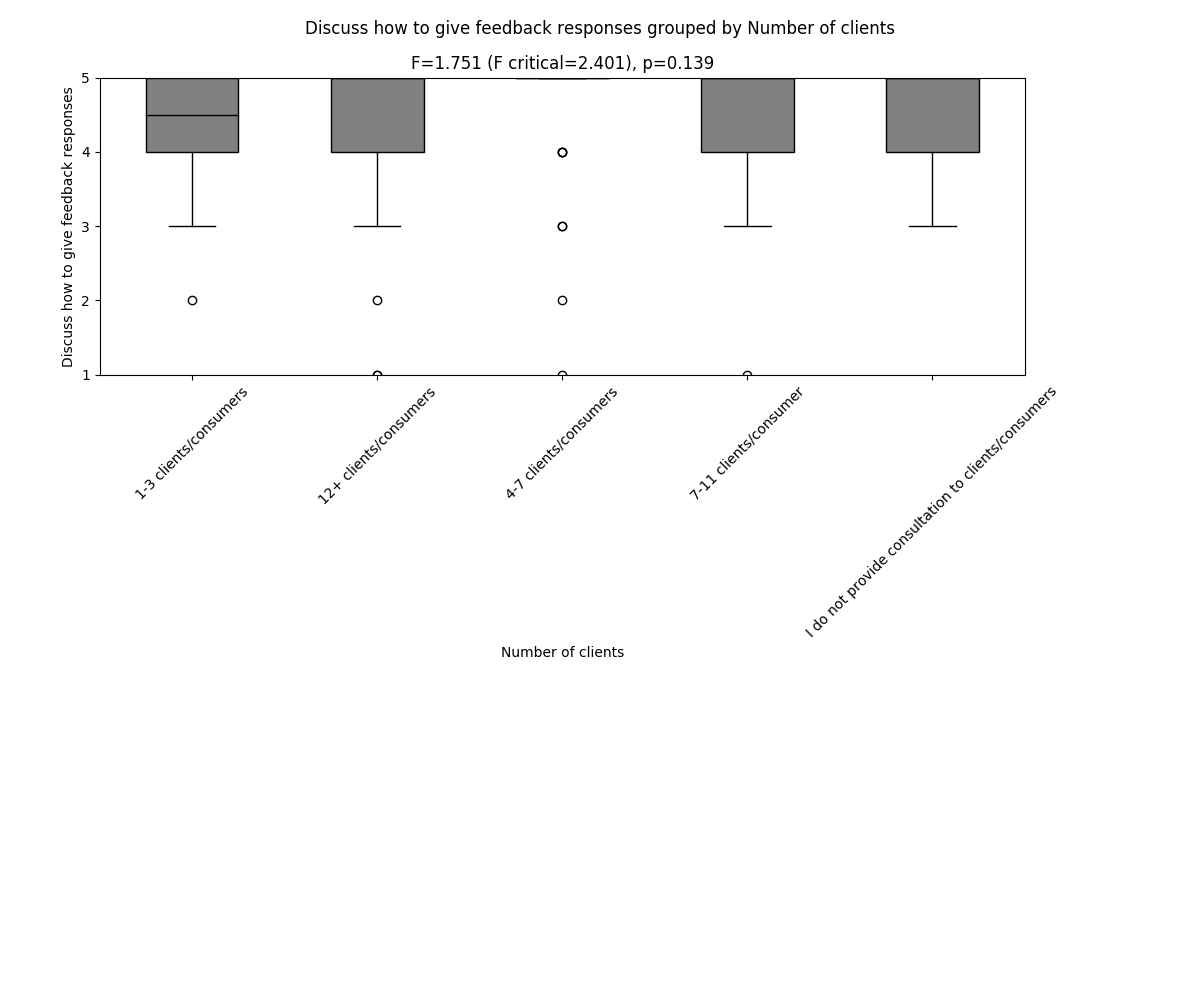 Discuss how to give feedback responses grouped by Number of clients
F=1.751 (F critical=2.401), p=0.139
Discuss how to give feedback responses
5
4
3
2
1
1-3 clients/consumers
12+ clients/consumers
4-7 clients/consumers
7-11 clients/consumer
I do not provide consultation to clients/consumers
Number of clients